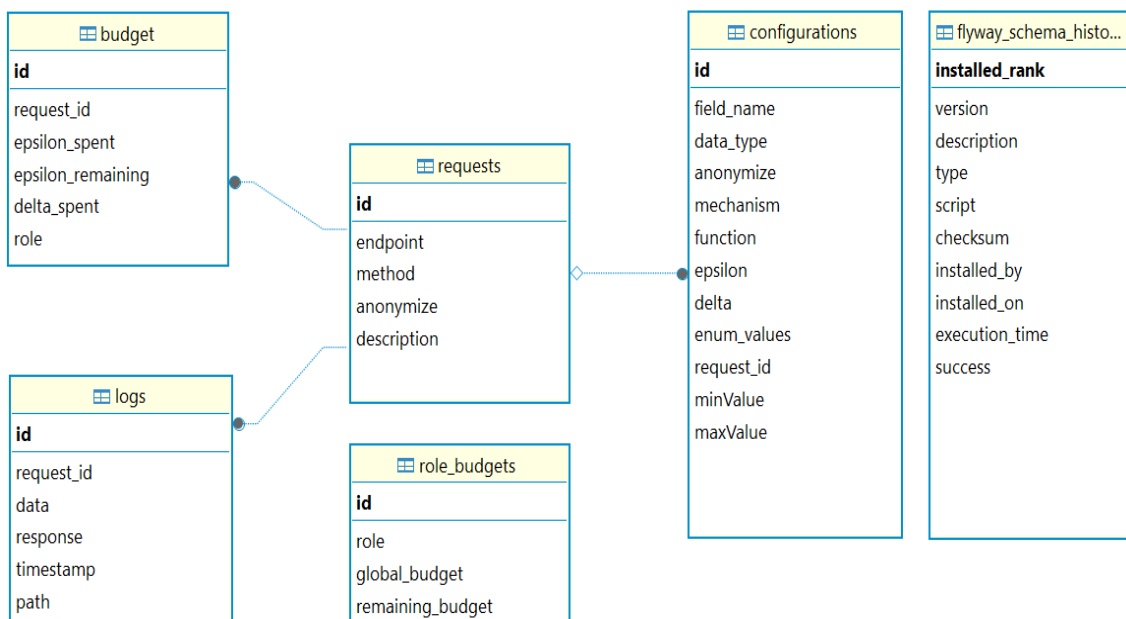 budget
id
request_id
epsilon_spent
epsilon_remaining
delta_spent
role
logs
id
request_id
data
response
timestamp
path
requests
id
endpoint
method
anonymize
description
role_budgets
id
role
global_budget
remaining_budget
configurations
id
field_name
data_type
anonymize
mechanism
function
epsilon
delta
enum_values
request_id
minValue
maxValue
flyway_schema_histo...
installed_rank
version
description
type
script
checksum
installed_by
installed_on
execution_time
success